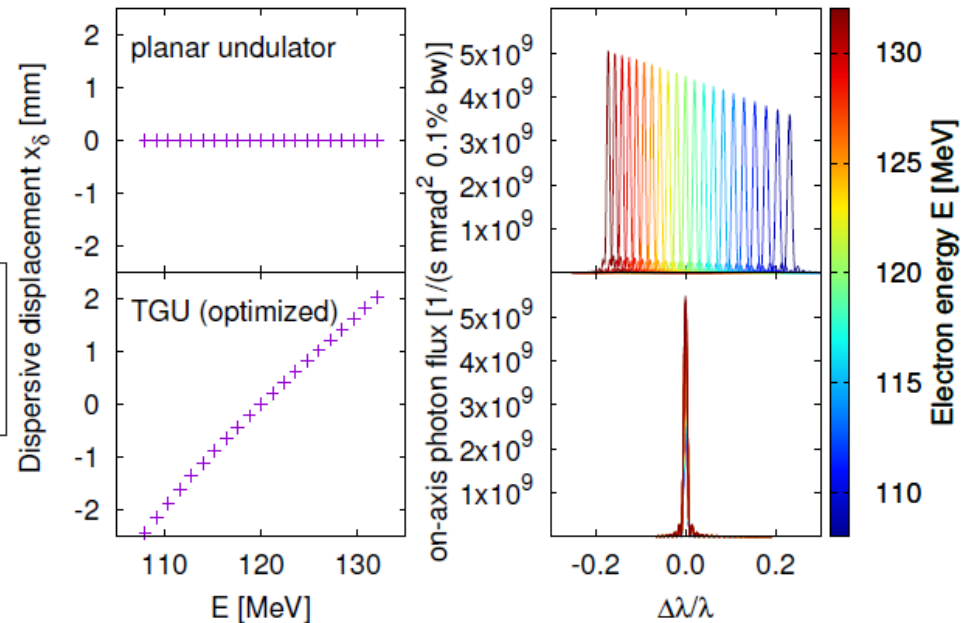 Dispersive displacement xδ [mm]
2
1
0
-1
-2
planar undulator
2
1
0
-1
-2
TGU (optimized)
110 120 130
E [MeV]
on-axis photon flux [1/(s mrad² 0.1% bw)]
5x10⁹
4x10⁹
3x10⁹
2x10⁹
1x10⁹
5x10⁹
4x10⁹
3x10⁹
2x10⁹
1x10⁹
-0.2 0.0 0.2
Δλ/λ
130
125
120
115
110
Electron energy E [MeV]